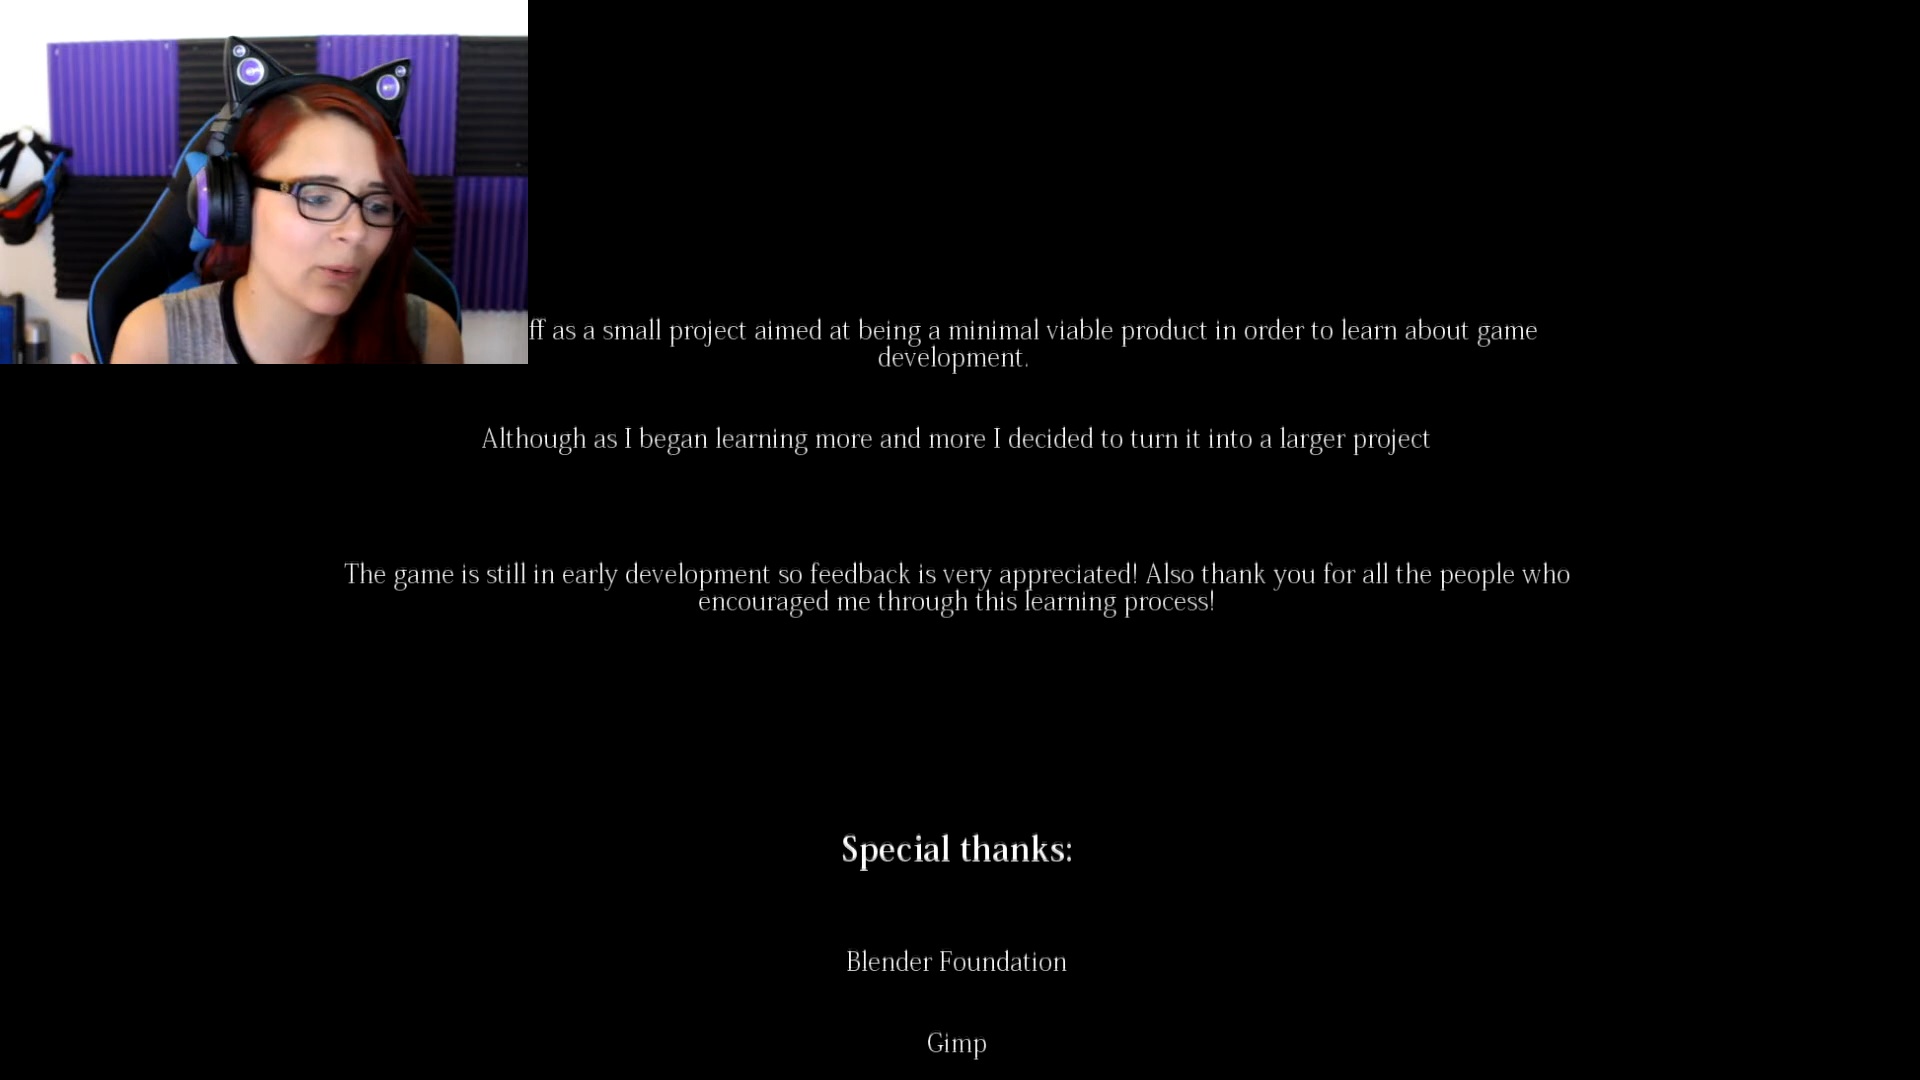 as a small project aimed at being a minimal viable product in order to learn about game
development.
Although as I began learning more and more I decided to turn it into a larger project
The game is still in early development so feedback is very appreciated! Also thank you for all the people who
encouraged me through this learning process!
Special thanks:
Blender Foundation
Gimp